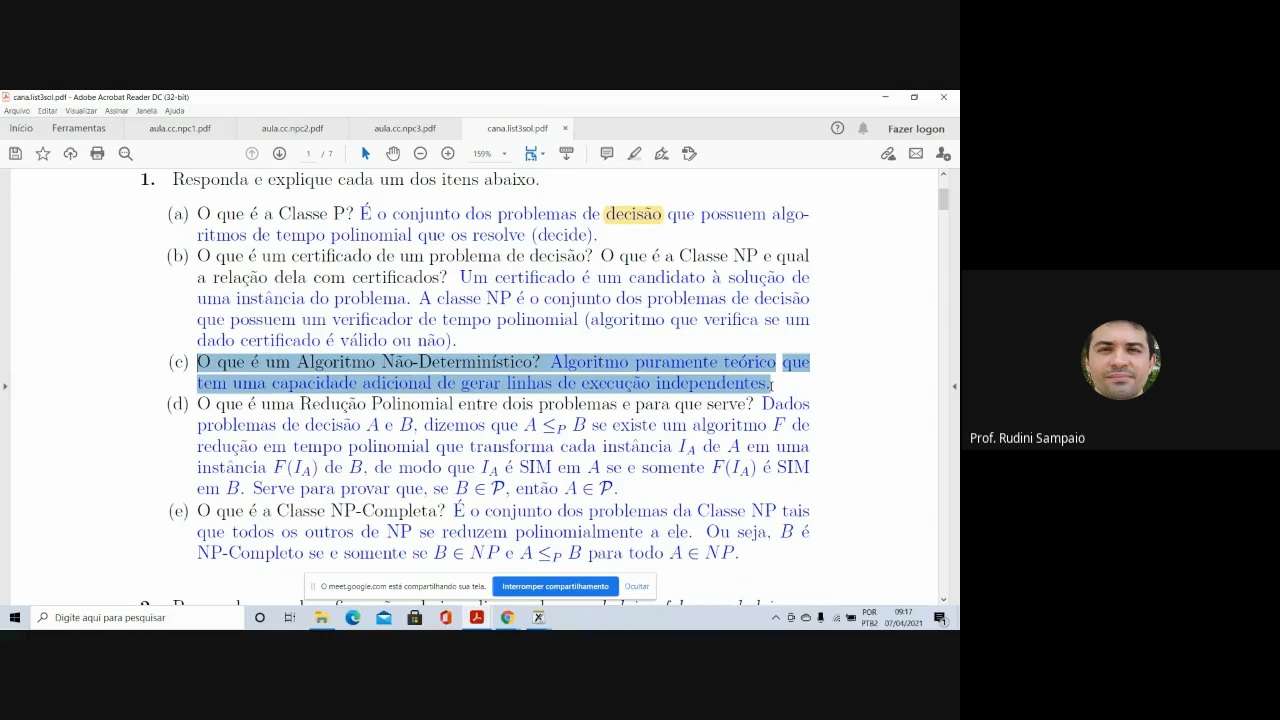 cana.list3sol.pdf - Adobe Acrobat Reader DC (32-bit)
Arquivo Editar Visualizar Assinar Janela Ajuda
Início Ferramentas aula.cc.npc1.pdf aula.cc.npc2.pdf aula.cc.npc3.pdf cana.list3sol.pdf × Fazer logon
1 / 7 159%
1. Responda e explique cada um dos itens abaixo.
(a) O que é a Classe P? É o conjunto dos problemas de decisão que possuem algo-
ritmos de tempo polinomial que os resolve (decide).
(b) O que é um certificado de um problema de decisão? O que é a Classe NP e qual
a relação dela com certificados? Um certificado é um candidato à solução de
uma instância do problema. A classe NP é o conjunto dos problemas de decisão
que possuem um verificador de tempo polinomial (algoritmo que verifica se um
dado certificado é válido ou não).
(c) O que é um Algoritmo Não-Determinístico? Algoritmo puramente teórico que
tem uma capacidade adicional de gerar linhas de execução independentes.
(d) O que é uma Redução Polinomial entre dois problemas e para que serve? Dados
problemas de decisão A e B, dizemos que A ≤P B se existe um algoritmo F de
redução em tempo polinomial que transforma cada instância IA de A em uma
instância F(IA) de B, de modo que IA é SIM em A se e somente F(IA) é SIM
em B. Serve para provar que, se B ∈ P, então A ∈ P.
(e) O que é a Classe NP-Completa? É o conjunto dos problemas da Classe NP tais
que todos os outros de NP se reduzem polinomialmente a ele. Ou seja, B é
NP-Completo se e somente se B ∈ NP e A ≤P B para todo A ∈ NP.
O meet.google.com está compartilhando sua tela. Interromper compartilhamento Ocultar
Digite aqui para pesquisar
POR 09:17
PTB2 07/04/2021
Prof. Rudini Sampaio